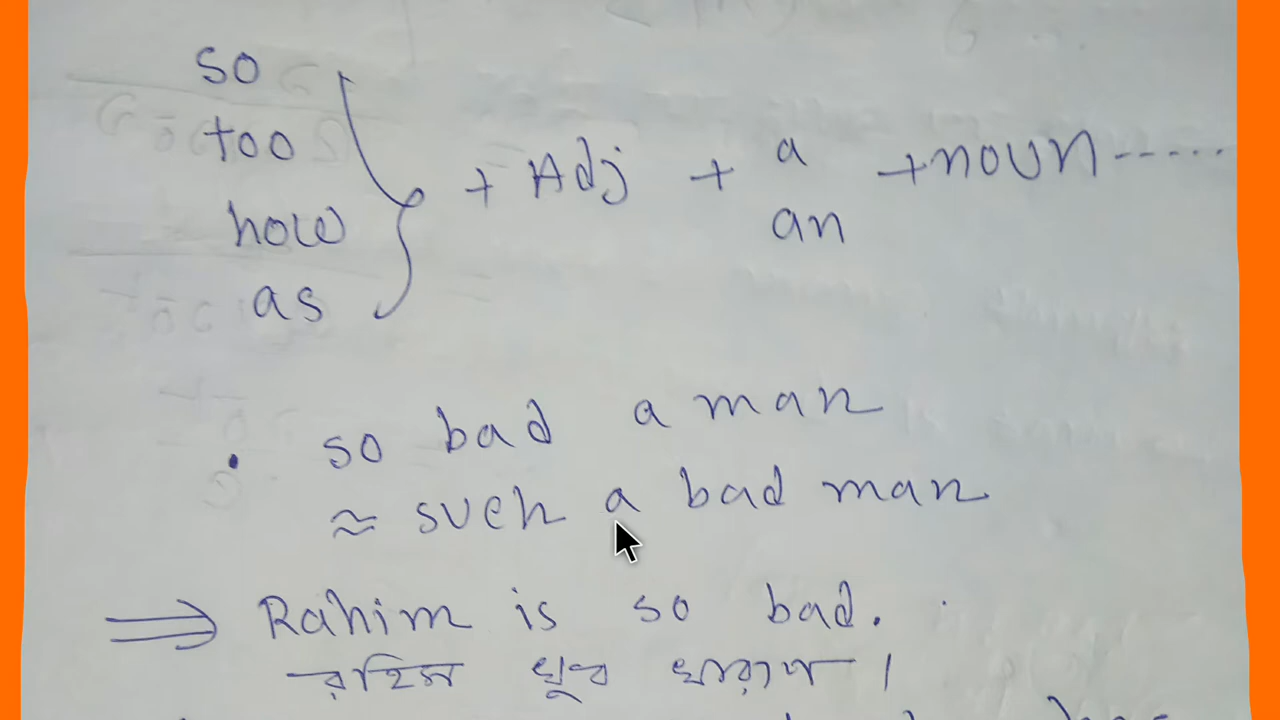 so
too
how
as
+ Adj + a + noun-----
an
• so bad a man
≈ such a bad man
⇒ Rahim is so bad.
রহিম খুব খারাপ ।